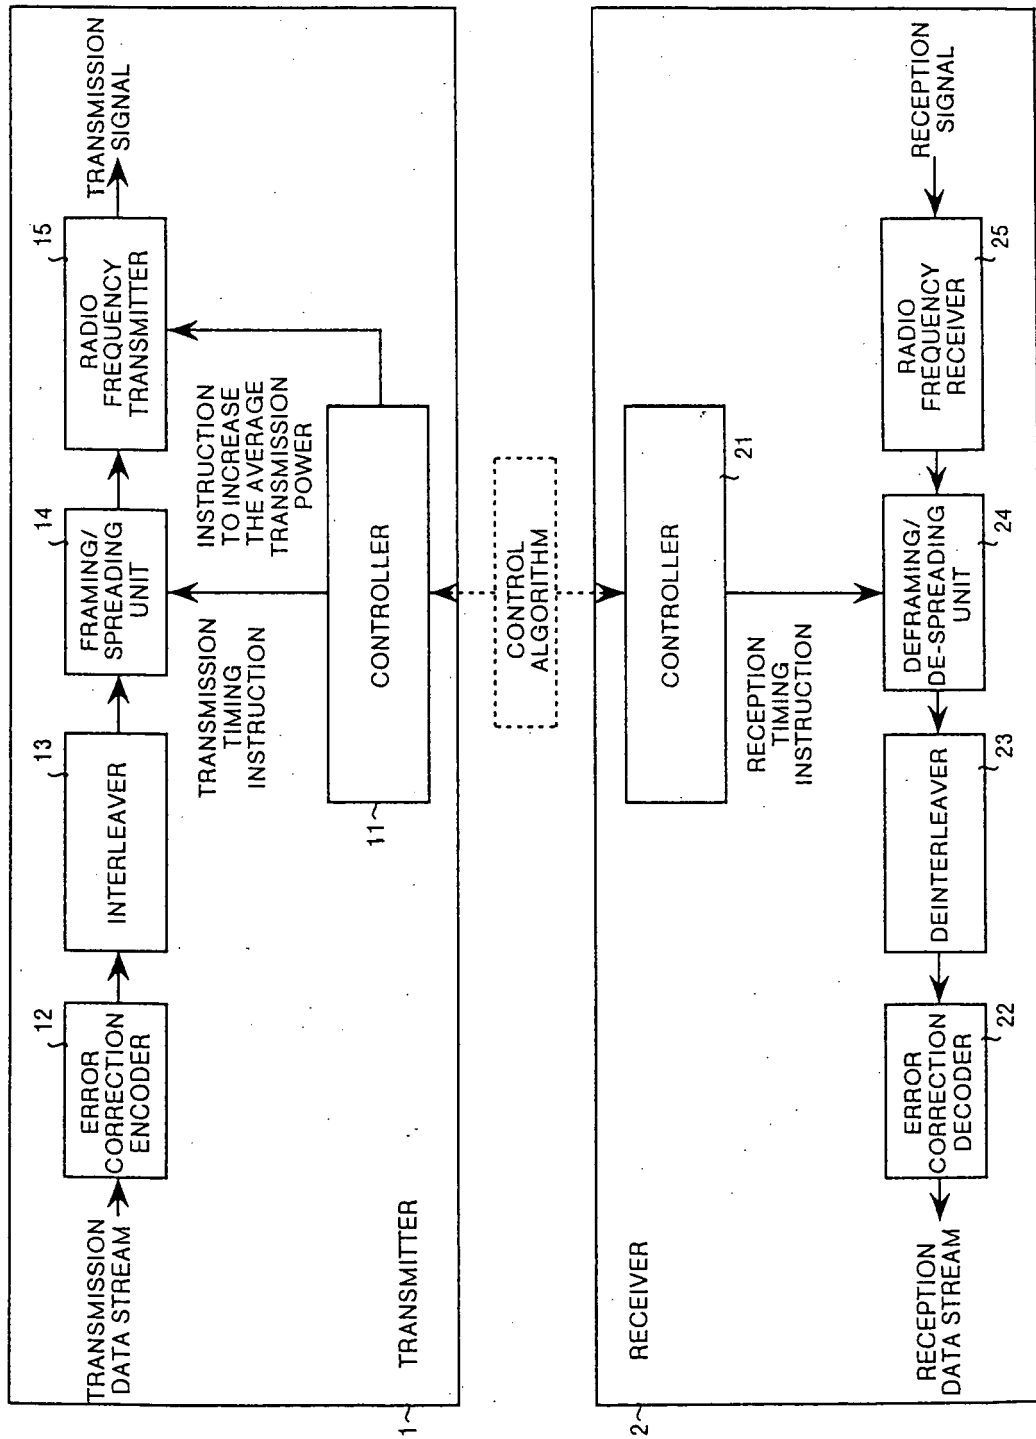 TRANSMISSION
DATA STREAM
12
ERROR
CORRECTION
ENCODER
13
INTERLEAVER
14
FRAMING/
SPREADING
UNIT
15
RADIO
FREQUENCY
TRANSMITTER
TRANSMISSION
SIGNAL
TRANSMISSION
TIMING
INSTRUCTION
INSTRUCTION
TO INCREASE
THE AVERAGE
TRANSMISSION
POWER
11
CONTROLLER
TRANSMITTER
1
CONTROL
ALGORITHM
2
RECEIVER
CONTROLLER
21
RECEPTION
TIMING
INSTRUCTION
RECEPTION
DATA STREAM
ERROR
CORRECTION
DECODER
22
DEINTERLEAVER
23
DEFRAMING/
DE-SPREADING
UNIT
24
RADIO
FREQUENCY
RECEIVER
25
RECEPTION
SIGNAL